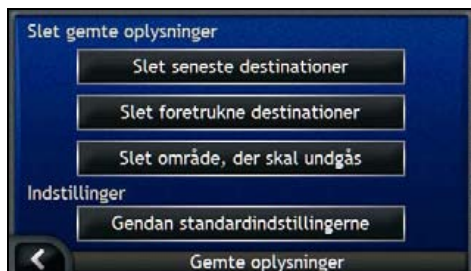 Slet gemte oplysninger
Slet seneste destinationer
Slet foretrukne destinationer
Slet område, der skal undgås
Indstillinger
Gendan standardindstillingerne
Gemte oplysninger